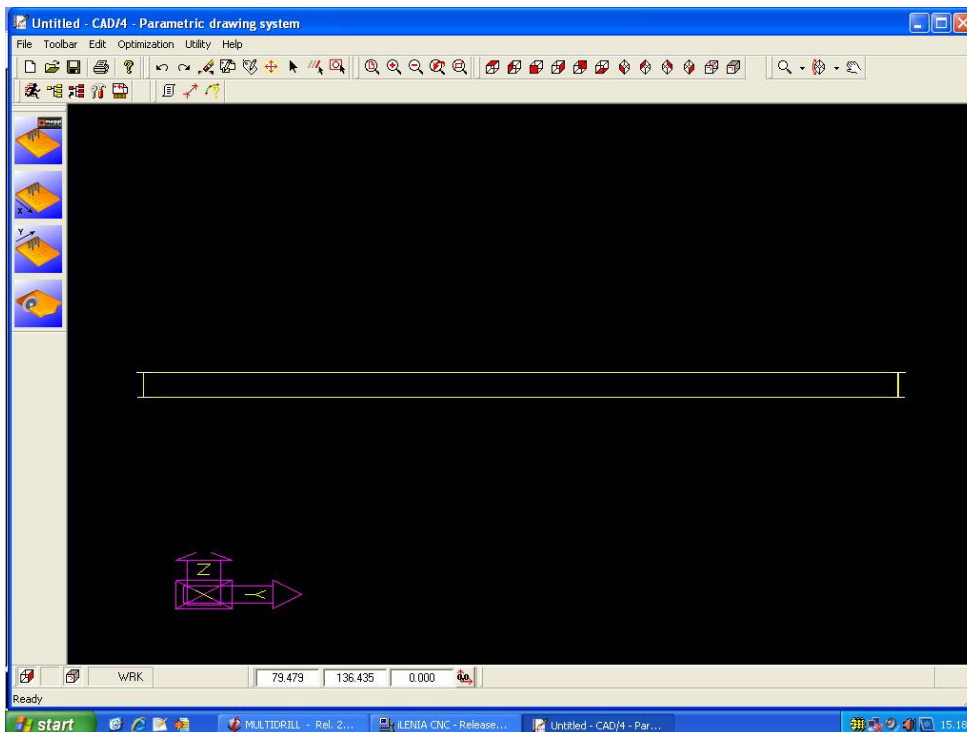 Untitled - CAD/4 - Parametric drawing system
File Toolbar Edit Optimization Utility Help
X
Y
Z
X Y
WRK 79.479 136.435 0.000
Ready
start MULTIDRILL - Rel. 2... iLENIA CNC - Release... Untitled - CAD/4 - Par... 15.18